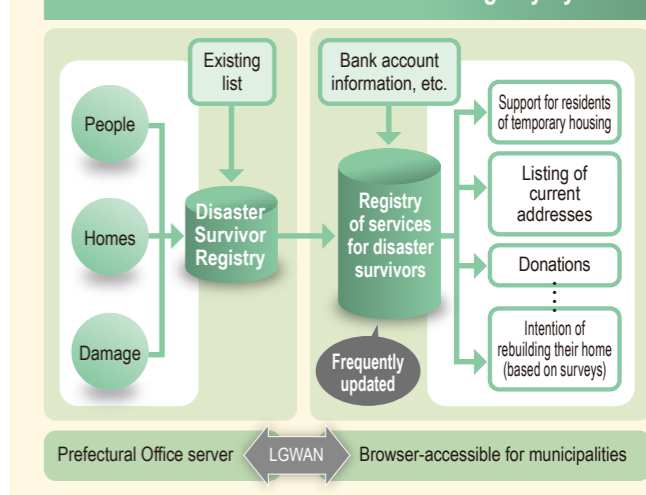 Existing
list
Bank account
information, etc.
People
Homes
Damage
Disaster
Survivor
Registry
Registry
of services
for disaster
survivors
Frequently
updated
Support for residents
of temporary housing
Listing of
current
addresses
Donations
Intention of
rebuilding their home
(based on surveys)
Prefectural Office server
LGWAN
Browser-accessible for municipalities